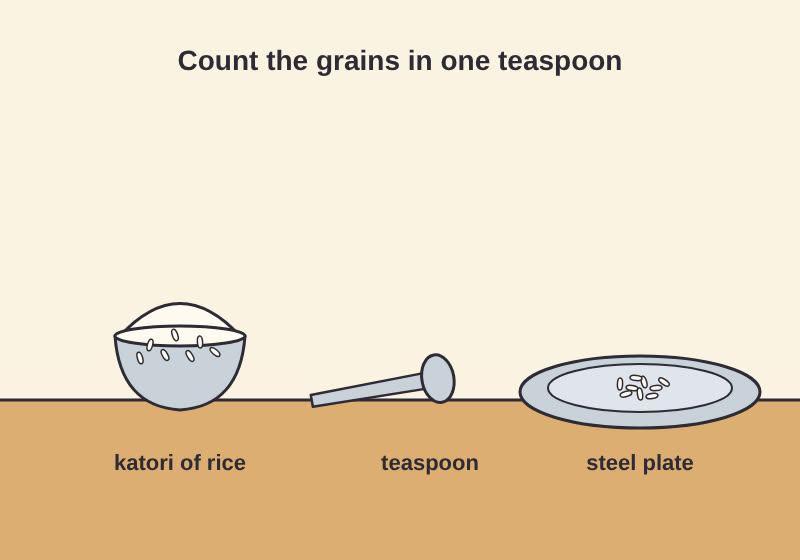 Count the grains in one teaspoon
katori of rice
teaspoon
steel plate